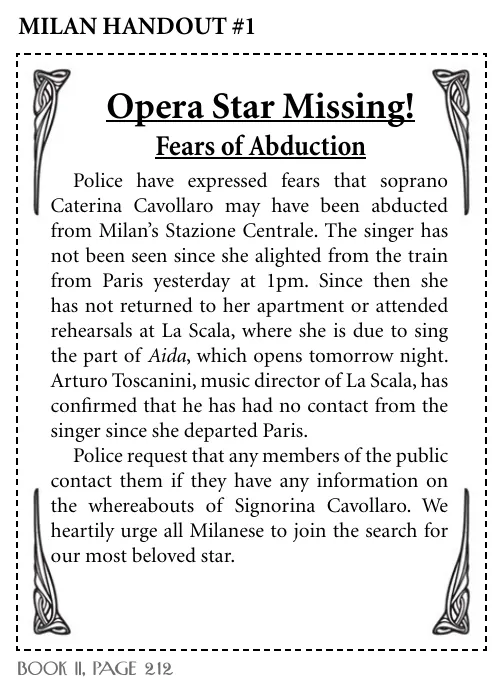 MILAN HANDOUT #1
Opera Star Missing!
Fears of Abduction
Police have expressed fears that soprano
Caterina Cavollaro may have been abducted
from Milan’s Stazione Centrale. The singer has
not been seen since she alighted from the train
from Paris yesterday at 1pm. Since then she
has not returned to her apartment or attended
rehearsals at La Scala, where she is due to sing
the part of Aida, which opens tomorrow night.
Arturo Toscanini, music director of La Scala, has
confirmed that he has had no contact from the
singer since she departed Paris.
Police request that any members of the public
contact them if they have any information on
the whereabouts of Signorina Cavollaro. We
heartily urge all Milanese to join the search for
our most beloved star.
BOOK II, PAGE 212